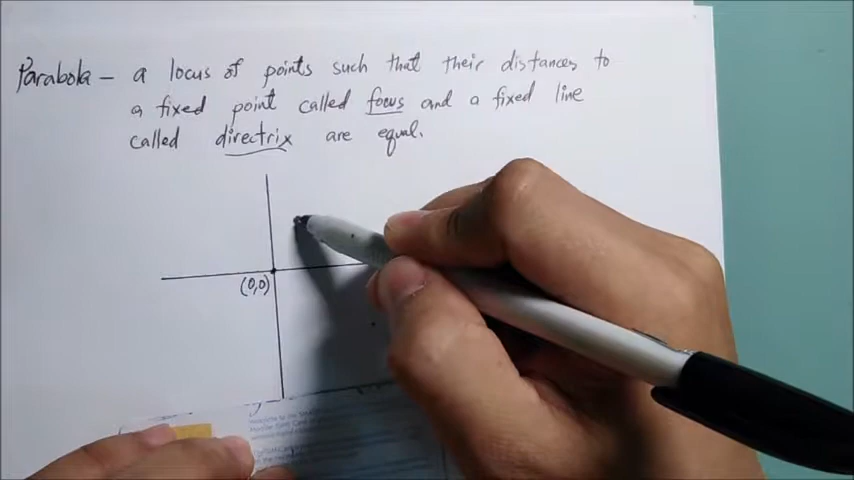 Parabola – a locus of points such that their distances to
a fixed point called focus and a fixed line
called directrix are equal.
(0,0)